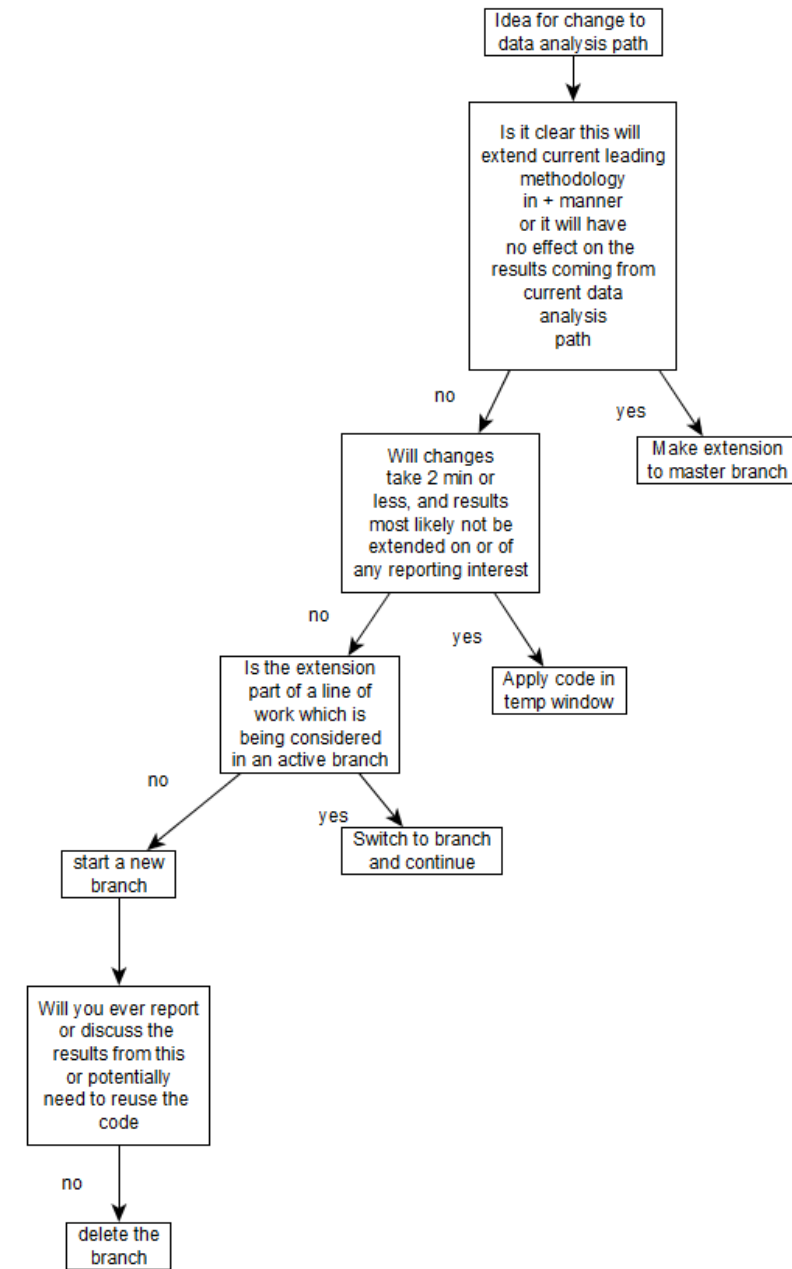 Idea for change to
data analysis path
Is it clear this will
extend current leading
methodology
in + manner
or it will have
no effect on the
results coming from
current data
analysis
path
no
yes
Make extension
to master branch
Will changes
take 2 min or
less, and results
most likely not be
extended on or of
any reporting interest
no
yes
Apply code in
temp window
Is the extension
part of a line of
work which is
being considered
in an active branch
no
yes
Switch to branch
and continue
start a new
branch
Will you ever report
or discuss the
results from this
or potentially
need to reuse the
code
no
delete the
branch